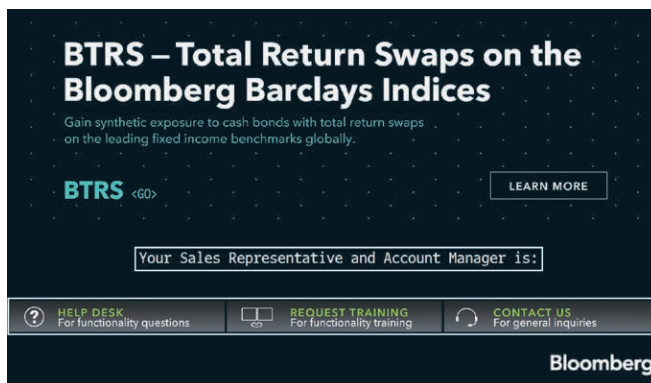 BTRS – Total Return Swaps on the
Bloomberg Barclays Indices
Gain synthetic exposure to cash bonds with total return swaps
on the leading fixed income benchmarks globally.
BTRS <GO>
LEARN MORE
Your Sales Representative and Account Manager is:
HELP DESK
For functionality questions
REQUEST TRAINING
For functionality training
CONTACT US
For general inquiries
Bloomberg